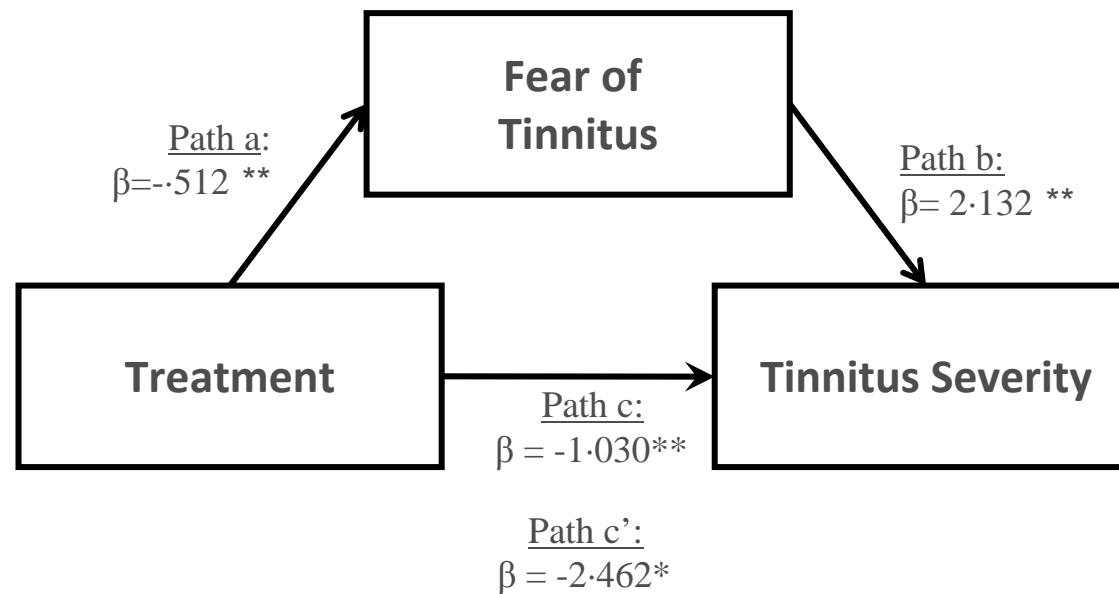 Fear of
Tinnitus
Path a:
β=-·512 **
Path b:
β= 2·132 **
Treatment
Tinnitus Severity
Path c:
β = -1·030**
Path c’:
β = -2·462*